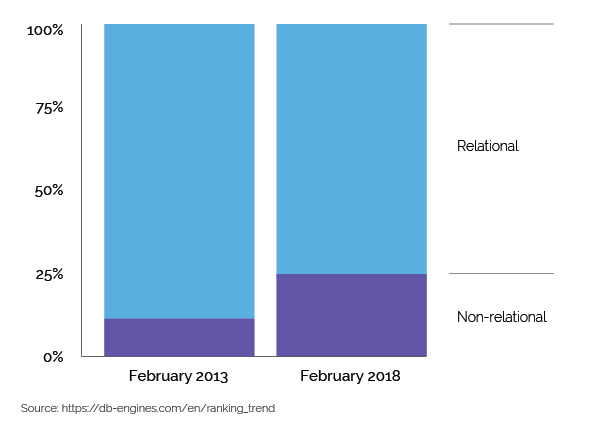 100%
75%
50%
25%
0%
Relational
Non-relational
February 2013
February 2018
Source: https://db-engines.com/en/ranking_trend